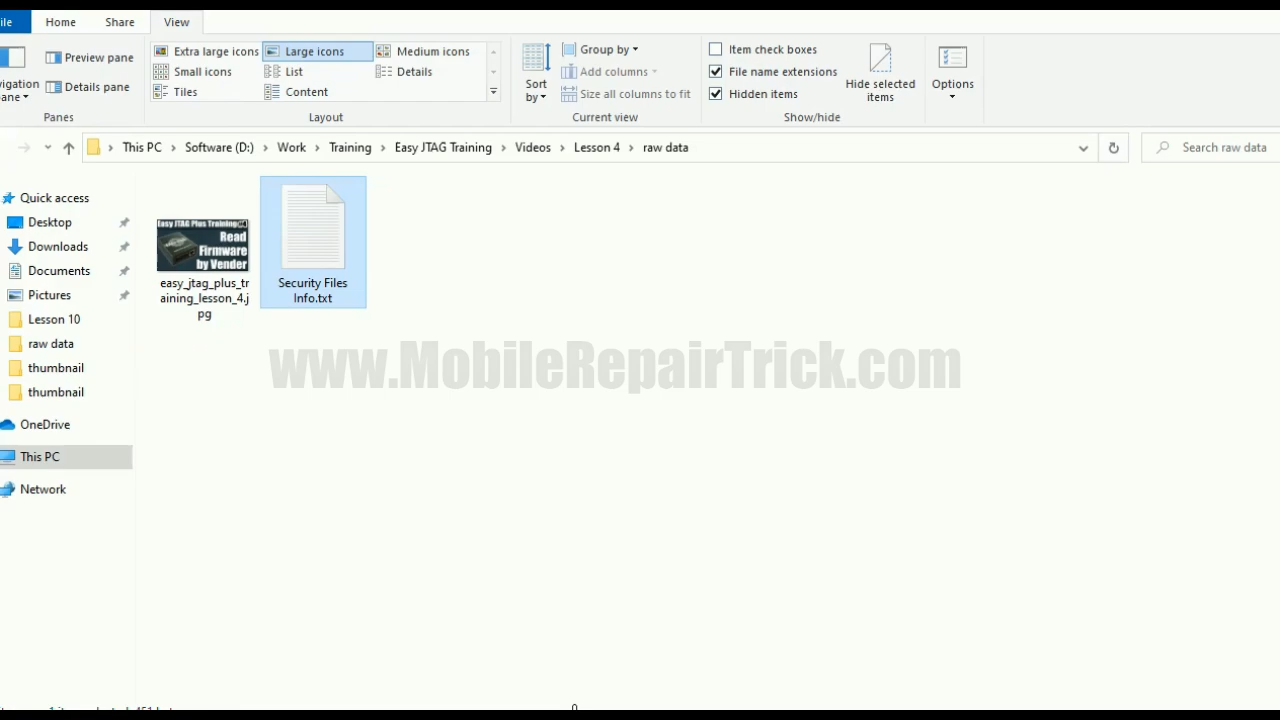 ile Home Share View
Preview pane
Extra large icons Large icons Medium icons
Group by
Item check boxes
Small icons List Details
Add columns
File name extensions
vigation
pane
Details pane
Tiles Content
Sort
by
Size all columns to fit
Hidden items
Hide selected
items
Options
Panes Layout Current view Show/hide
This PC Software (D:) Work Training Easy JTAG Training Videos Lesson 4 raw data
Search raw data
Quick access
Desktop
Downloads
Documents
Pictures
Lesson 10
raw data
thumbnail
thumbnail
OneDrive
This PC
Network
Easy JTAG Plus Training
Read
Firmware
by Vender
easy_jtag_plus_tr
aining_lesson_4.j
pg
Security Files
Info.txt
www.MobileRepairTrick.com